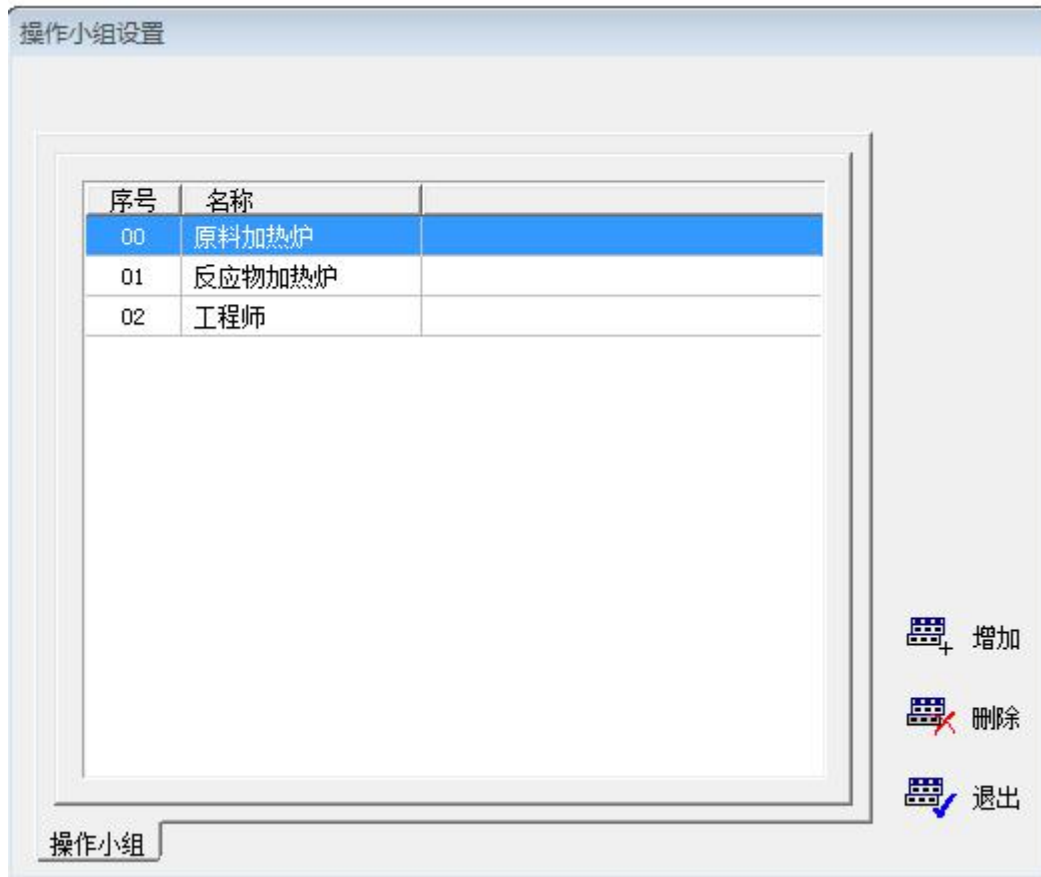 操作小组设置
序号 名称
00 原料加热炉
01 反应物加热炉
02 工程师
增加
删除
退出
操作小组